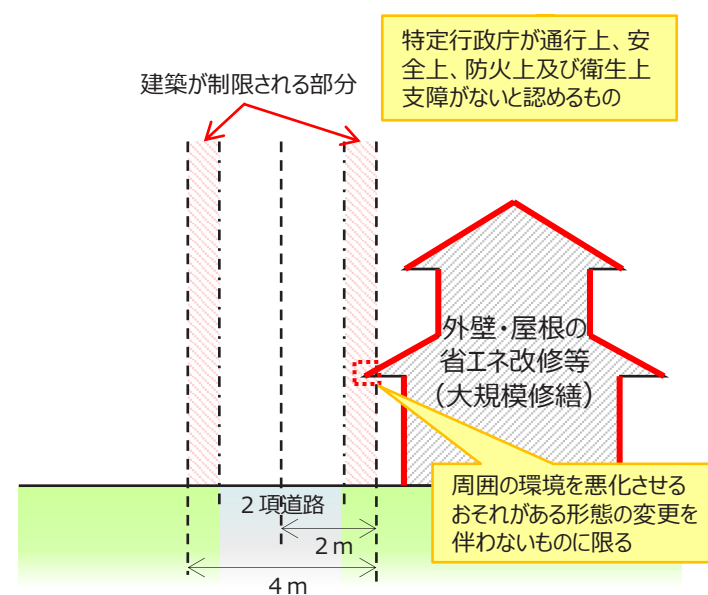 特定行政庁が通行上、安
全上、防火上及び衛生上
支障がないと認めるもの
建築が制限される部分
外壁・屋根の
省エネ改修等
（大規模修繕）
周囲の環境を悪化させる
おそれがある形態の変更を
伴わないものに限る
２項道路
２ｍ
４ｍ